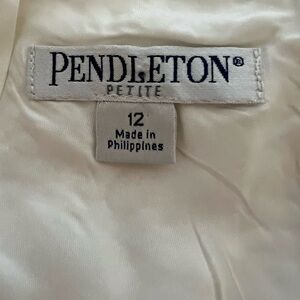 PENDLETON®
PETITE
12
Made in
Philippines